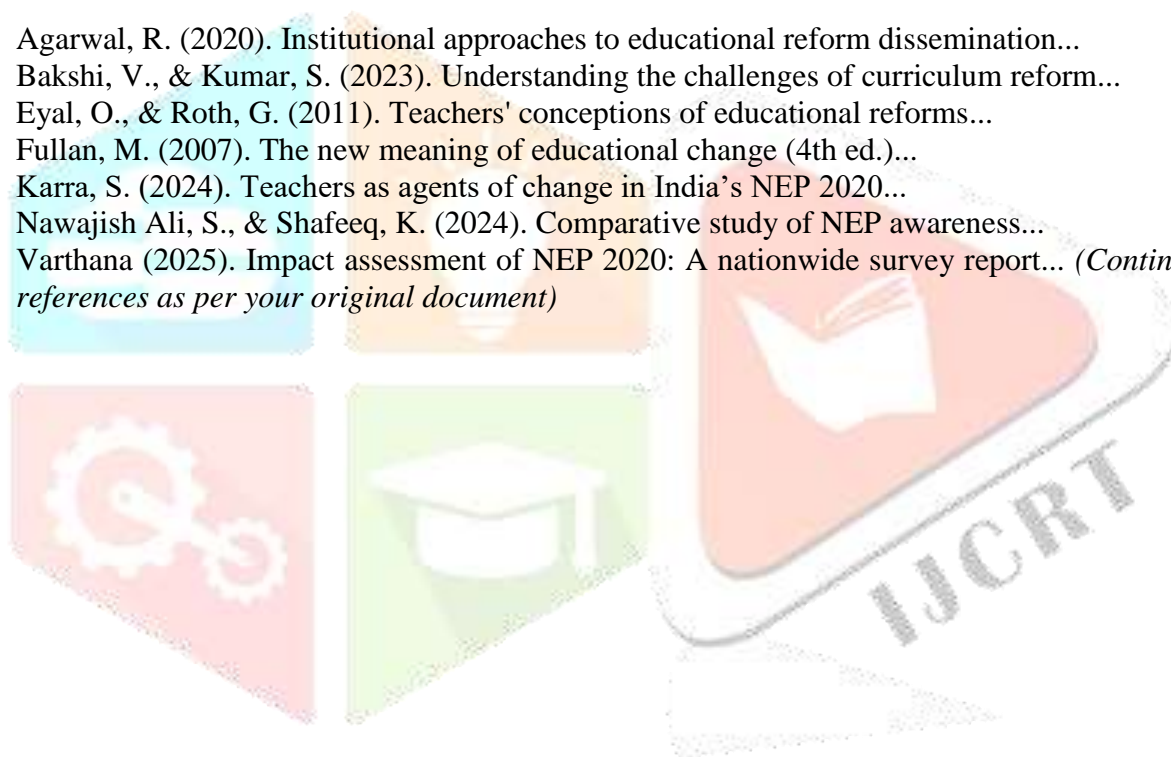 Agarwal, R. (2020). Institutional approaches to educational reform dissemination...
Bakshi, V., & Kumar, S. (2023). Understanding the challenges of curriculum reform...
Eyal, O., & Roth, G. (2011). Teachers' conceptions of educational reforms...
Fullan, M. (2007). The new meaning of educational change (4th ed.)...
Karra, S. (2024). Teachers as agents of change in India’s NEP 2020...
Nawajish Ali, S., & Shafeeq, K. (2024). Comparative study of NEP awareness...
Varthana (2025). Impact assessment of NEP 2020: A nationwide survey report... (Contin
references as per your original document)
IJCRT